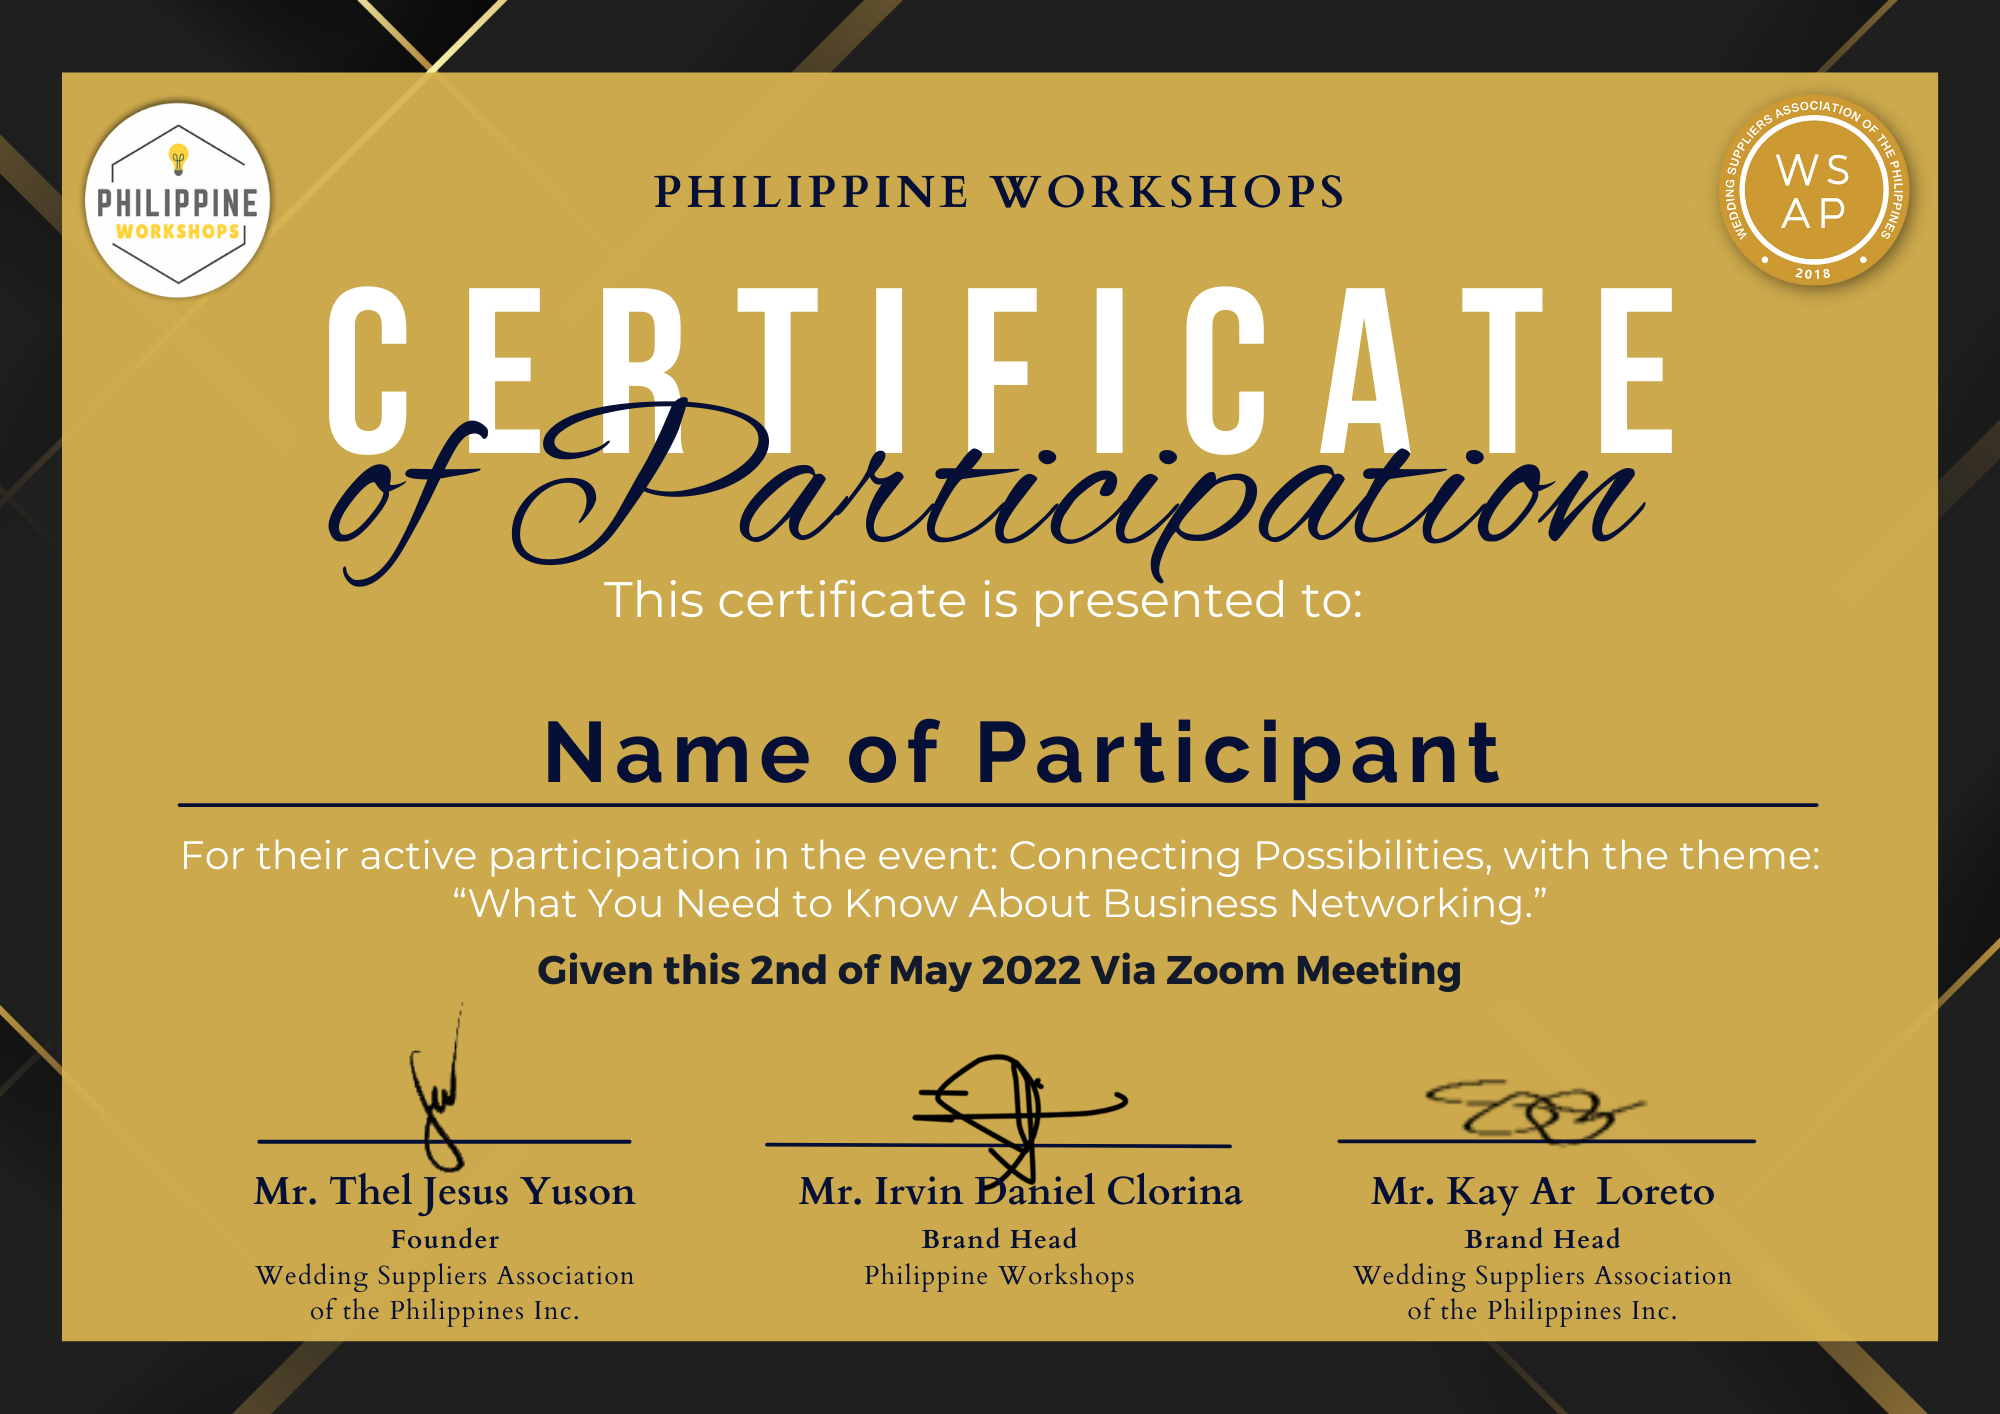 PHILIPPINE
WORKSHOPS
WEDDING SUPPLIERS ASSOCIATION OF THE PHILIPPINES
WS
AP
2018
PHILIPPINE WORKSHOPS
CERTIFICATE
of Participation
This certificate is presented to:
Name of Participant
For their active participation in the event: Connecting Possibilities, with the theme:
“What You Need to Know About Business Networking.”
Given this 2nd of May 2022 Via Zoom Meeting
Mr. Thel Jesus Yuson
Founder
Wedding Suppliers Association
of the Philippines Inc.
Mr. Irvin Daniel Clorina
Brand Head
Philippine Workshops
Mr. Kay Ar  Loreto
Brand Head
Wedding Suppliers Association
of the Philippines Inc.